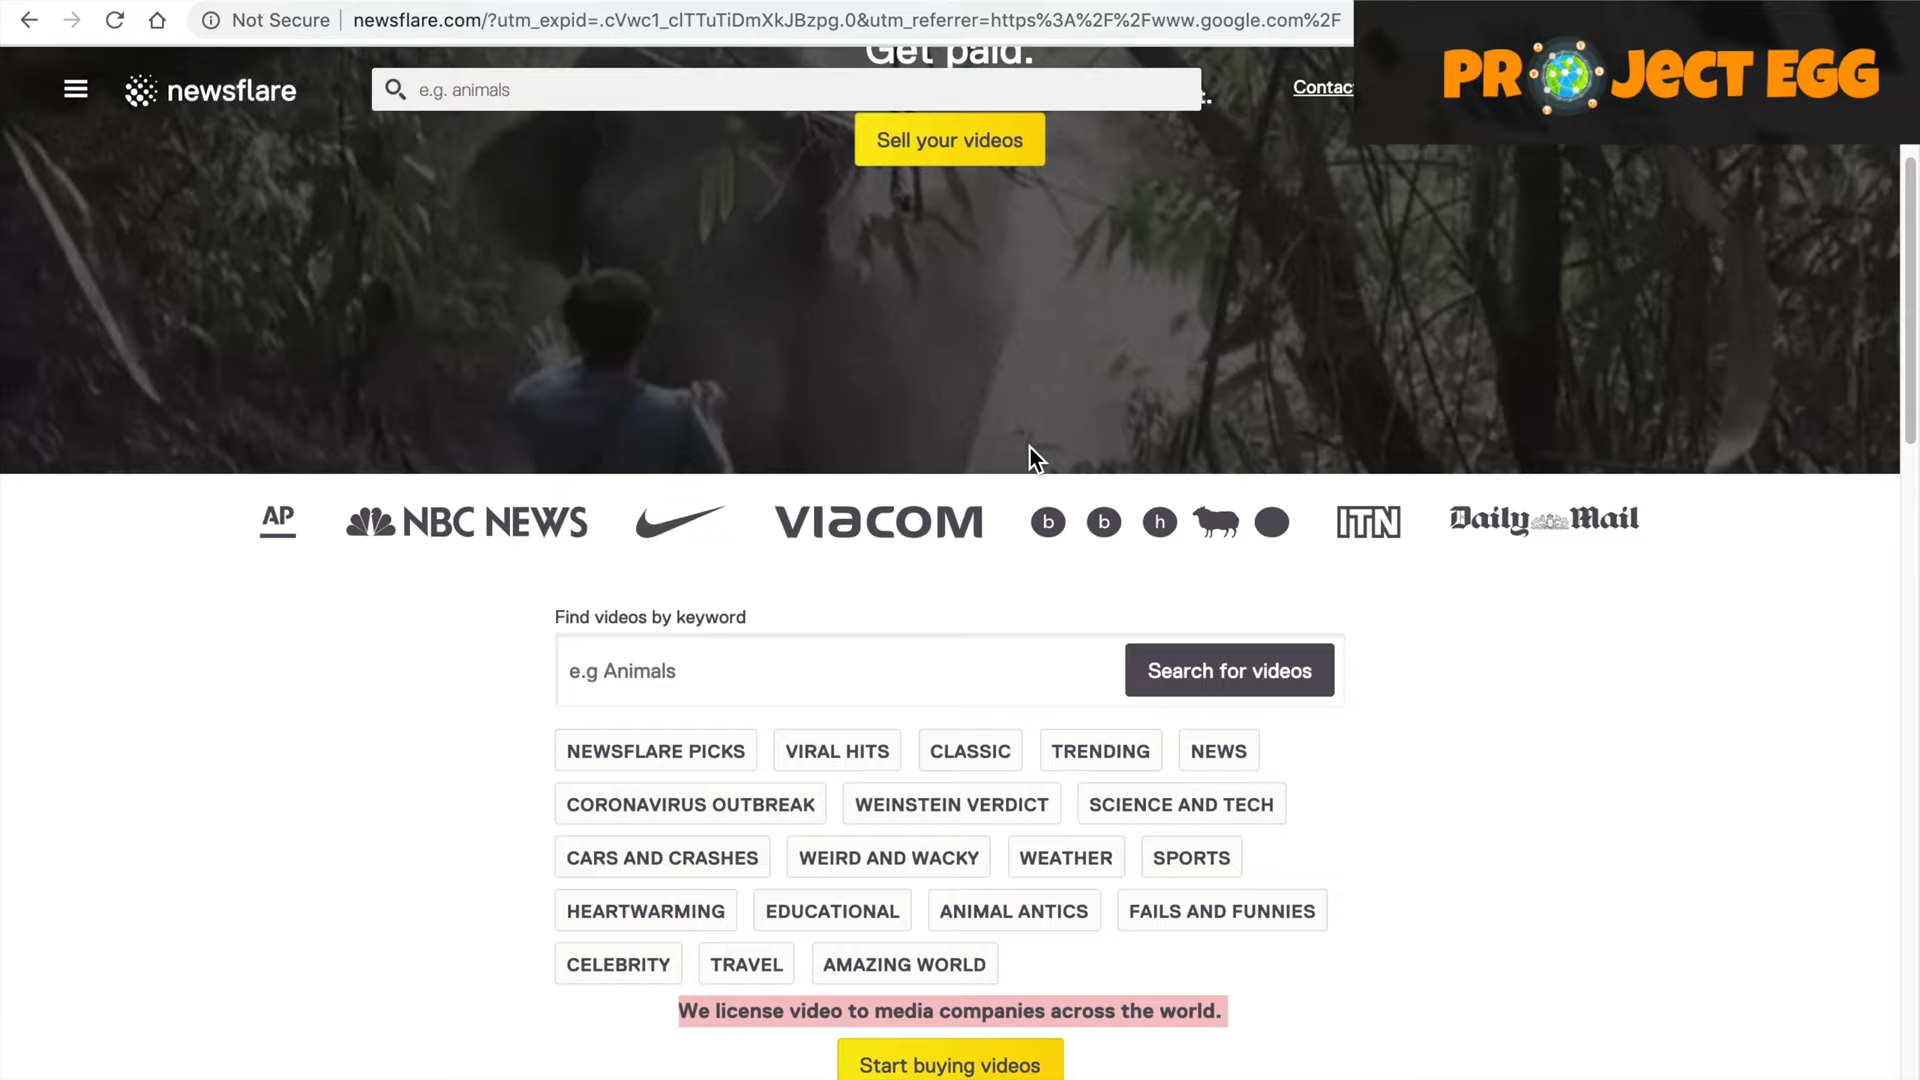 Not Secure
newsflare.com/?utm_expid=.cVwc1_clTTuTiDmXkJBzpg.0&utm_referrer=https%3A%2F%2Fwww.google.com%2F
PROJECT EGG
Get paid.
newsflare
e.g. animals
Contac
Sell your videos
AP
NBC NEWS
VIACOM
b b h
ITN
Daily Mail
Find videos by keyword
e.g Animals
Search for videos
NEWSFLARE PICKS
VIRAL HITS
CLASSIC
TRENDING
NEWS
CORONAVIRUS OUTBREAK
WEINSTEIN VERDICT
SCIENCE AND TECH
CARS AND CRASHES
WEIRD AND WACKY
WEATHER
SPORTS
HEARTWARMING
EDUCATIONAL
ANIMAL ANTICS
FAILS AND FUNNIES
CELEBRITY
TRAVEL
AMAZING WORLD
We license video to media companies across the world.
Start buying videos